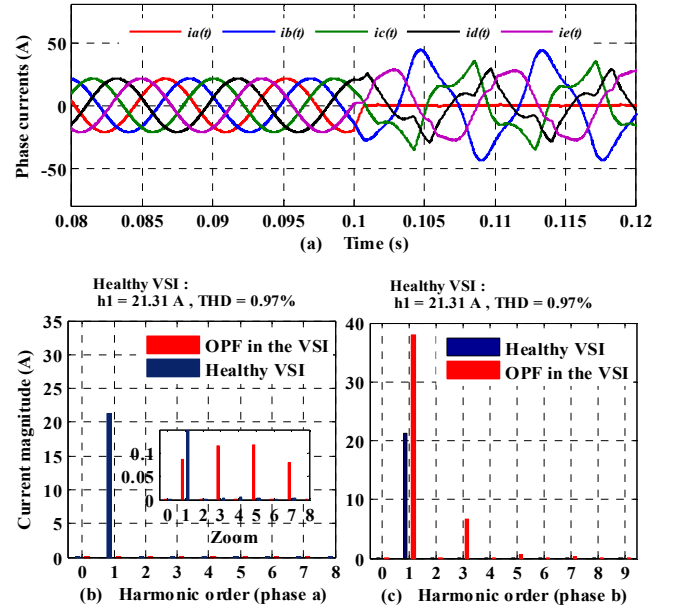 ia(t) ib(t) ic(t) id(t) ie(t)
Phase currents (A)
50
0
-50
0.08 0.085 0.09 0.095 0.1 0.105 0.11 0.115 0.12
(a) Time (s)
Healthy VSI :
h1 = 21.31 A , THD = 0.97%
Current magnitude (A)
35
30
25
20
15
10
5
0
OPF in the VSI
Healthy VSI
0.1
0.05
0
0 1 2 3 4 5 6 7 8
Zoom
0 1 2 3 4 5 6 7 8
(b) Harmonic order (phase a)
Healthy VSI :
h1 = 21.31 A , THD = 0.97%
40
30
20
10
0
Healthy VSI
OPF in the VSI
0 1 2 3 4 5 6 7 8 9
(c) Harmonic order (phase b)